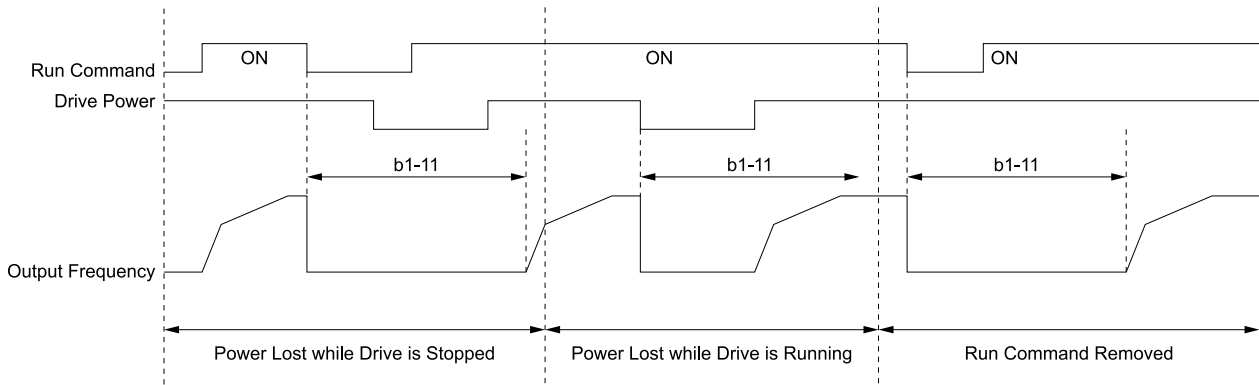 Run Command
ON
ON
ON
Drive Power
b1-11
b1-11
b1-11
Output Frequency
Power Lost while Drive is Stopped
Power Lost while Drive is Running
Run Command Removed